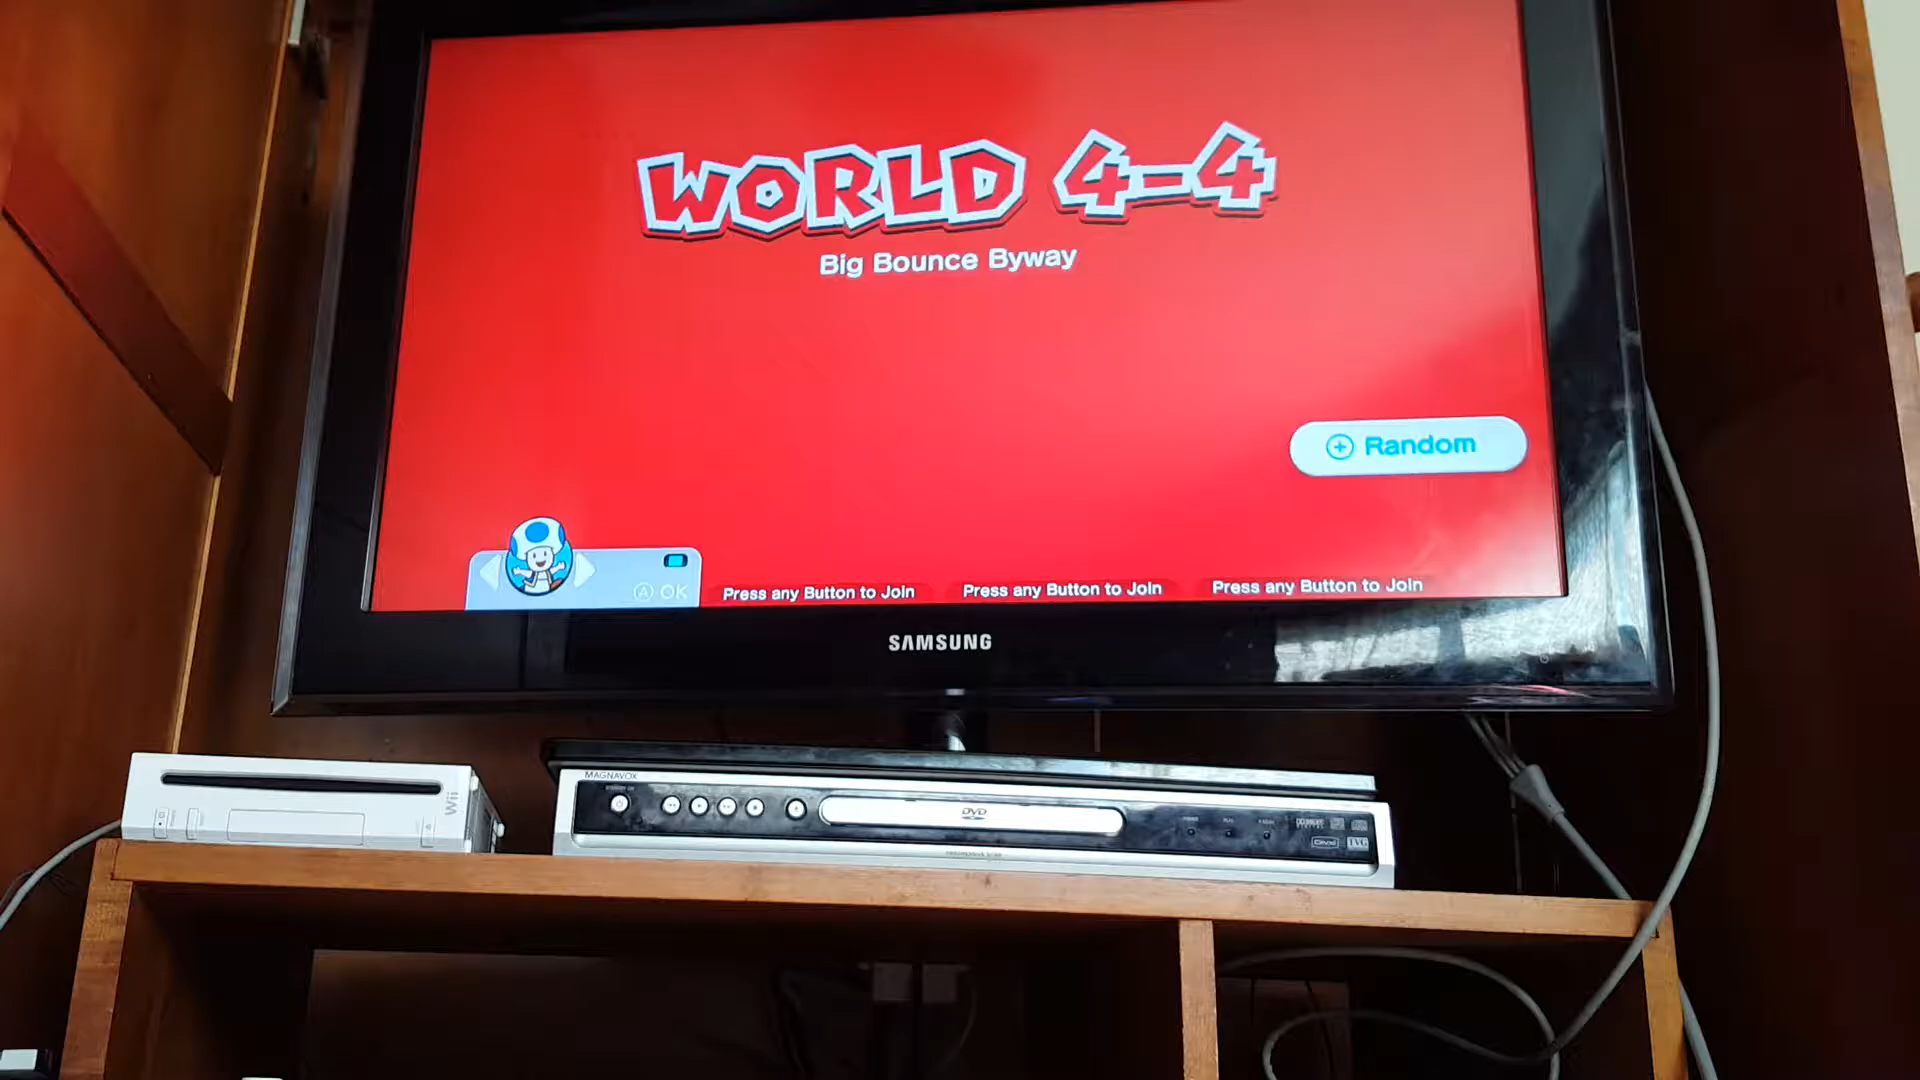 WORLD 4-4
Big Bounce Byway
Random
A OK
Press any Button to Join
Press any Button to Join
Press any Button to Join
SAMSUNG
Wii
MAGNAVOX
DVD